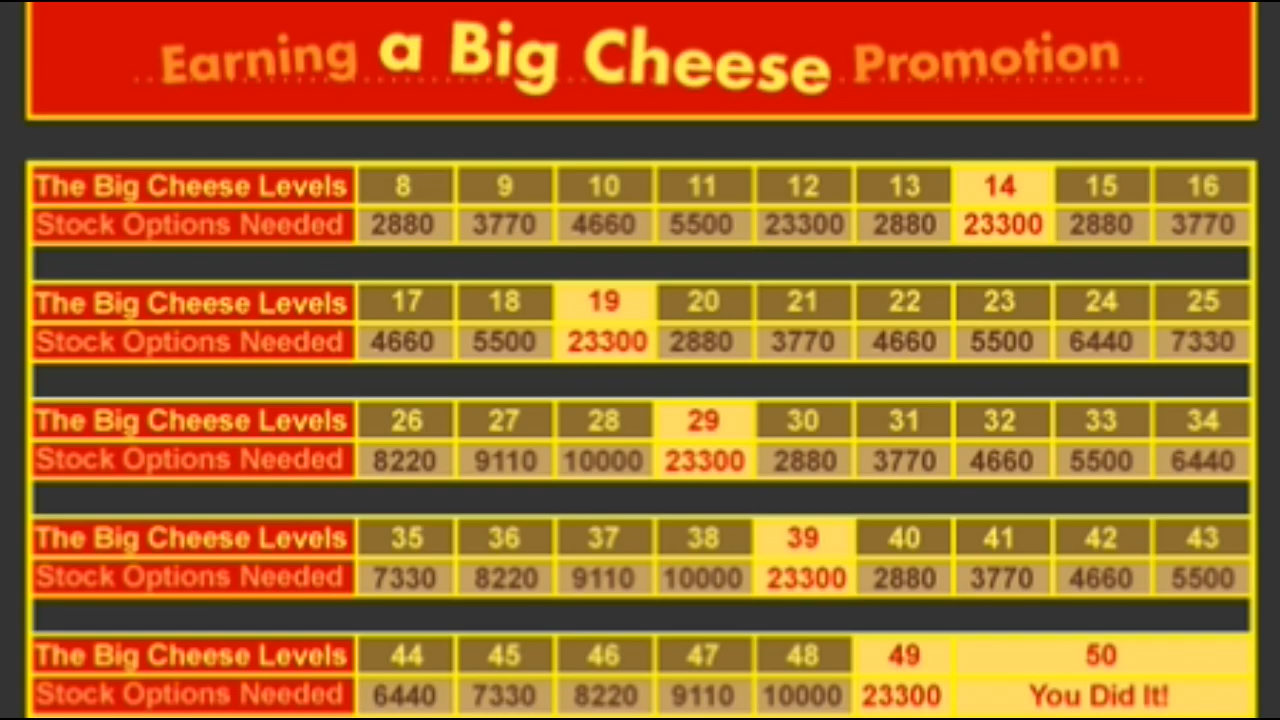 Earning a Big Cheese Promotion
The Big Cheese Levels 8 9 10 11 12 13 14 15 16
Stock Options Needed 2880 3770 4660 5500 23300 2880 23300 2880 3770
The Big Cheese Levels 17 18 19 20 21 22 23 24 25
Stock Options Needed 4660 5500 23300 2880 3770 4660 5500 6440 7330
The Big Cheese Levels 26 27 28 29 30 31 32 33 34
Stock Options Needed 8220 9110 10000 23300 2880 3770 4660 5500 6440
The Big Cheese Levels 35 36 37 38 39 40 41 42 43
Stock Options Needed 7330 8220 9110 10000 23300 2880 3770 4660 5500
The Big Cheese Levels 44 45 46 47 48 49 50
Stock Options Needed 6440 7330 8220 9110 10000 23300 You Did It!